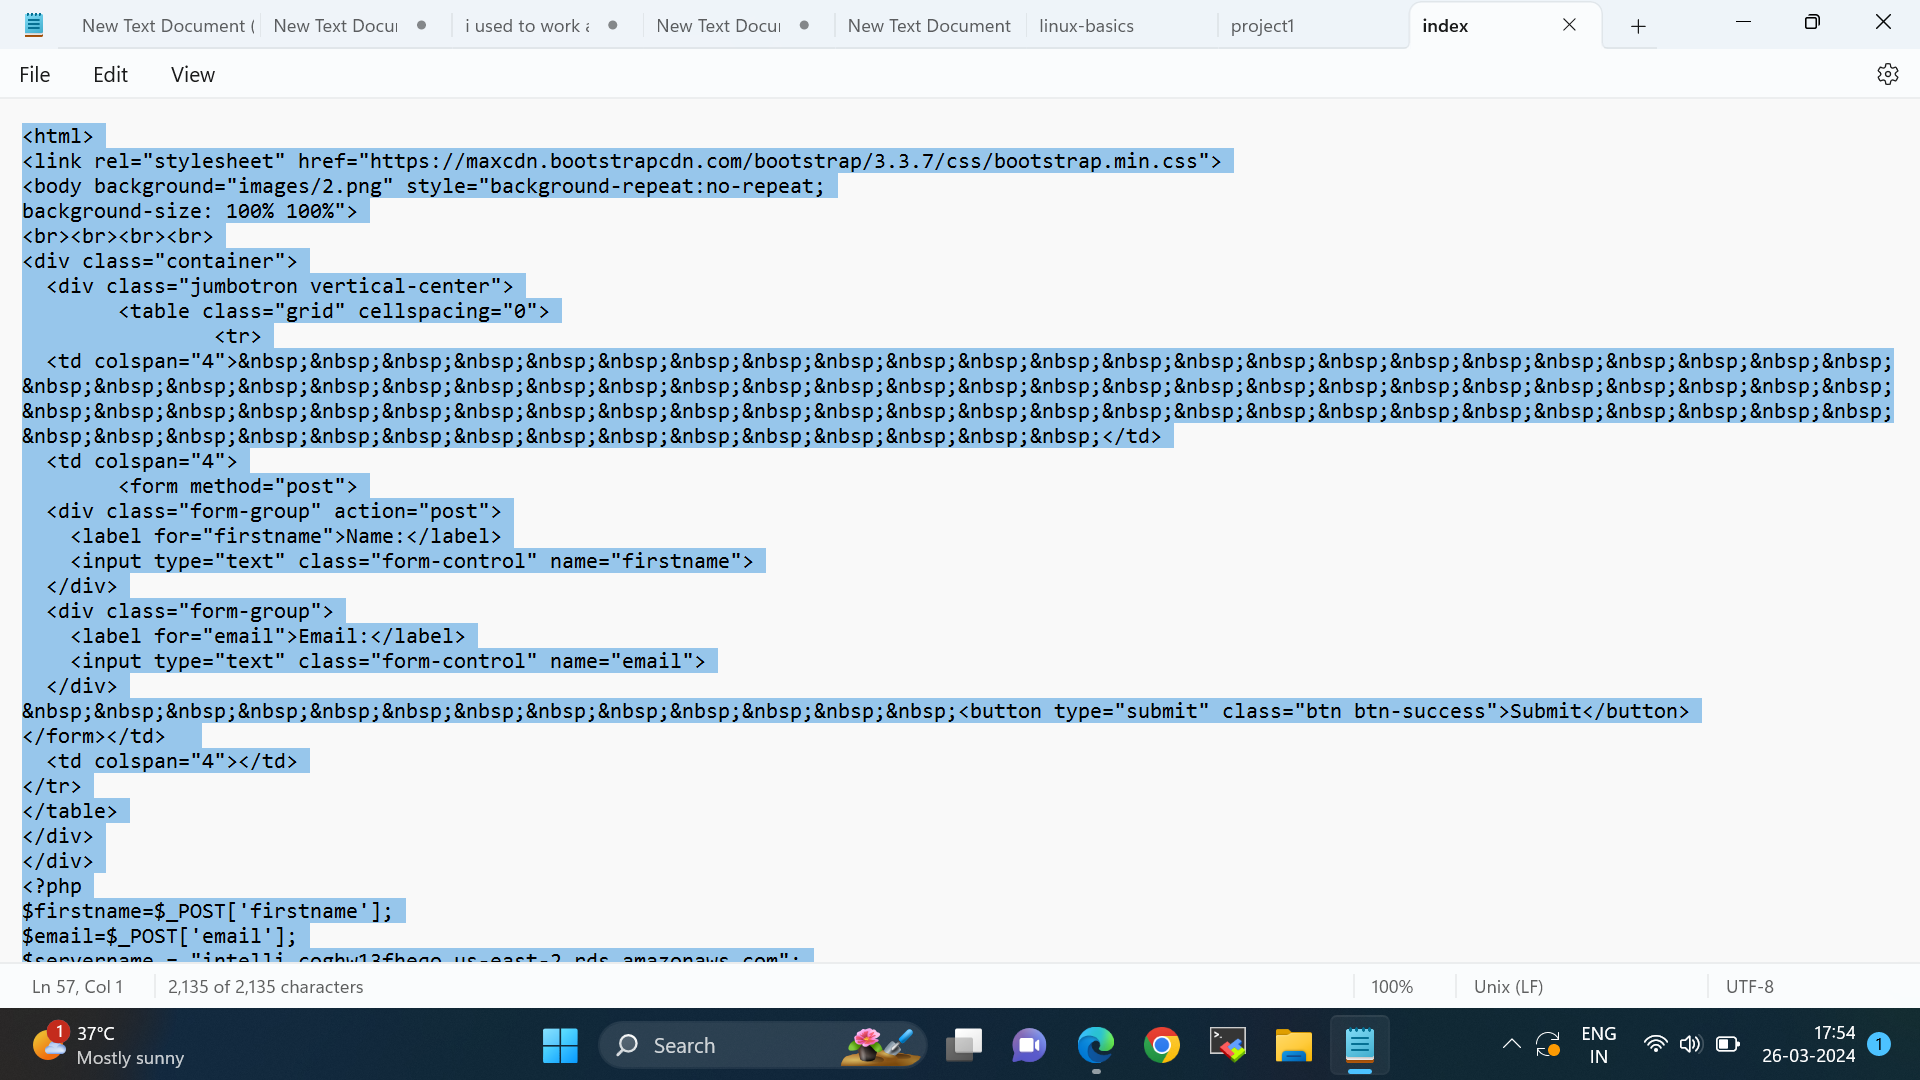 New Text Document (
New Text Docu
i used to work a
New Text Docu
New Text Document
linux-basics
project1
index
File
Edit
View
<html>
<link rel="stylesheet" href="https://maxcdn.bootstrapcdn.com/bootstrap/3.3.7/css/bootstrap.min.css">
<body background="images/2.png" style="background-repeat:no-repeat;
background-size: 100% 100%">
<br><br><br><br>
<div class="container">
  <div class="jumbotron vertical-center">
        <table class="grid" cellspacing="0">
                <tr>
  <td colspan="4">&nbsp;&nbsp;&nbsp;&nbsp;&nbsp;&nbsp;&nbsp;&nbsp;&nbsp;&nbsp;&nbsp;&nbsp;&nbsp;&nbsp;&nbsp;&nbsp;&nbsp;&nbsp;&nbsp;&nbsp;&nbsp;&nbsp;&nbsp;
&nbsp;&nbsp;&nbsp;&nbsp;&nbsp;&nbsp;&nbsp;&nbsp;&nbsp;&nbsp;&nbsp;&nbsp;&nbsp;&nbsp;&nbsp;&nbsp;&nbsp;&nbsp;&nbsp;&nbsp;&nbsp;&nbsp;&nbsp;&nbsp;&nbsp;&nbsp;
&nbsp;&nbsp;&nbsp;&nbsp;&nbsp;&nbsp;&nbsp;&nbsp;&nbsp;&nbsp;&nbsp;&nbsp;&nbsp;&nbsp;&nbsp;&nbsp;&nbsp;&nbsp;&nbsp;&nbsp;&nbsp;&nbsp;&nbsp;&nbsp;&nbsp;&nbsp;
&nbsp;&nbsp;&nbsp;&nbsp;&nbsp;&nbsp;&nbsp;&nbsp;&nbsp;&nbsp;&nbsp;&nbsp;&nbsp;&nbsp;&nbsp;</td>
  <td colspan="4">
        <form method="post">
  <div class="form-group" action="post">
    <label for="firstname">Name:</label>
    <input type="text" class="form-control" name="firstname">
  </div>
  <div class="form-group">
    <label for="email">Email:</label>
    <input type="text" class="form-control" name="email">
  </div>
&nbsp;&nbsp;&nbsp;&nbsp;&nbsp;&nbsp;&nbsp;&nbsp;&nbsp;&nbsp;&nbsp;&nbsp;&nbsp;<button type="submit" class="btn btn-success">Submit</button>
</form></td>
  <td colspan="4"></td>
</tr>
</table>
</div>
</div>
<?php
$firstname=$_POST['firstname'];
$email=$_POST['email'];
$servername = "intelli.coghw13fheqo.us-east-2.rds.amazonaws.com";
Ln 57, Col 1
2,135 of 2,135 characters
100%
Unix (LF)
UTF-8
1
37°C
Mostly sunny
Search
ENG
IN
17:54
26-03-2024
1